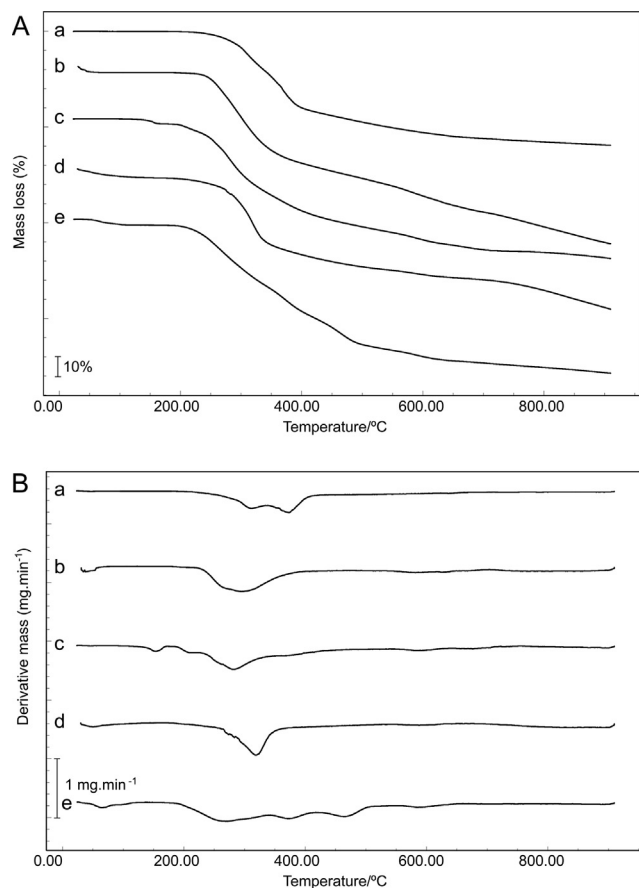 A
a
b
c
d
e
Mass loss (%)
10%
0.00 200.00 400.00 600.00 800.00
Temperature/ºC
B
a
b
c
d
e
Derivative mass (mg.min-1)
1 mg.min-1
0.00 200.00 400.00 600.00 800.00
Temperature/ºC